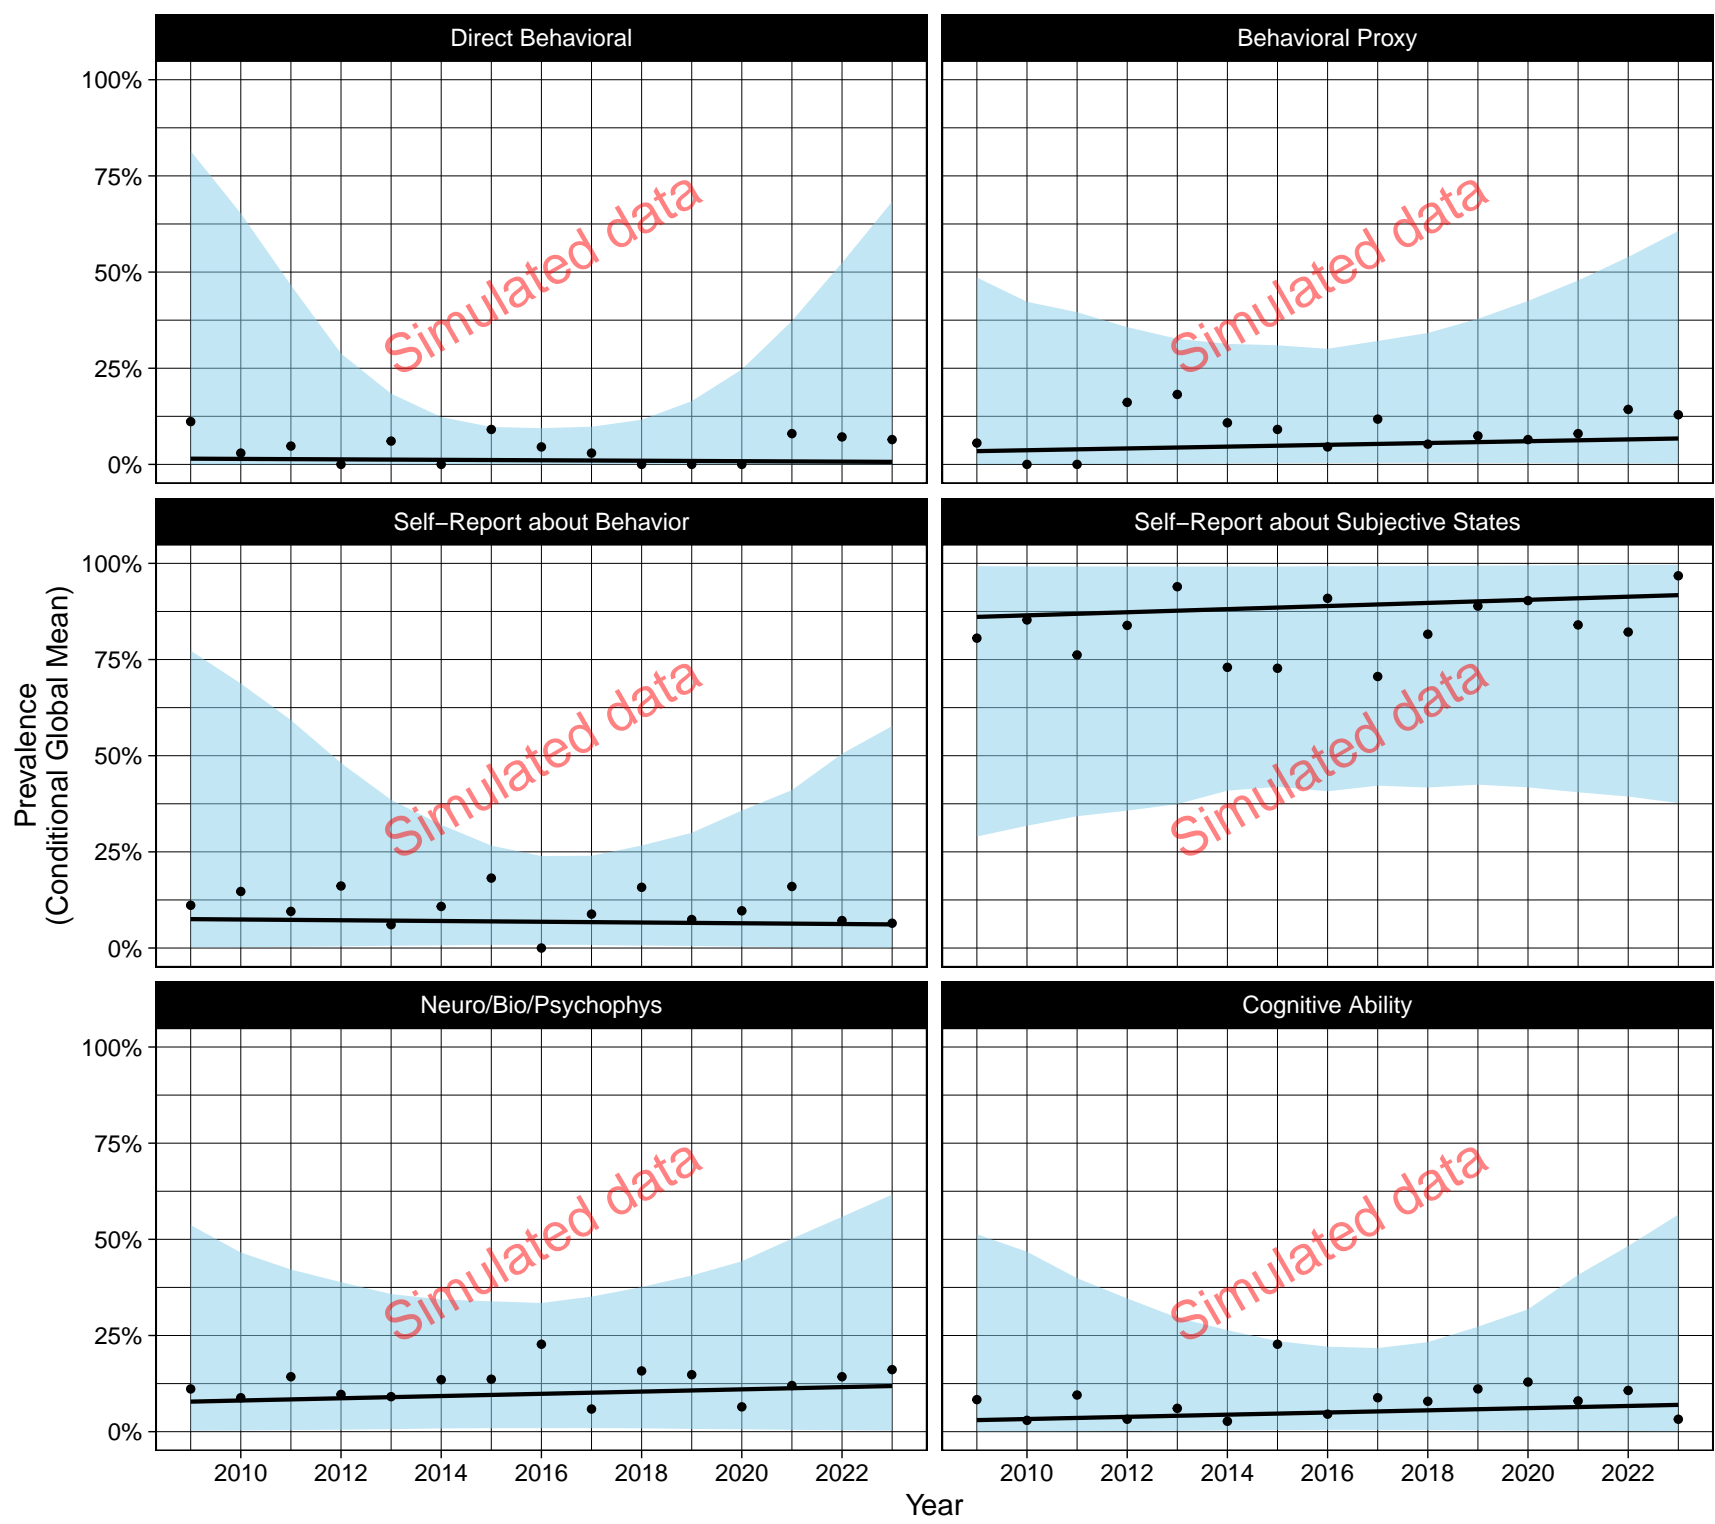 Direct Behavioral
Behavioral Proxy
100%
75%
50%
25%
0%
Simulated data
Simulated data
Self−Report about Behavior
Self−Report about Subjective States
100%
75%
50%
25%
0%
Simulated data
Simulated data
Prevalence
(Conditional Global Mean)
Neuro/Bio/Psychophys
Cognitive Ability
100%
75%
50%
25%
0%
Simulated data
Simulated data
2010 2012 2014 2016 2018 2020 2022
2010 2012 2014 2016 2018 2020 2022
Year